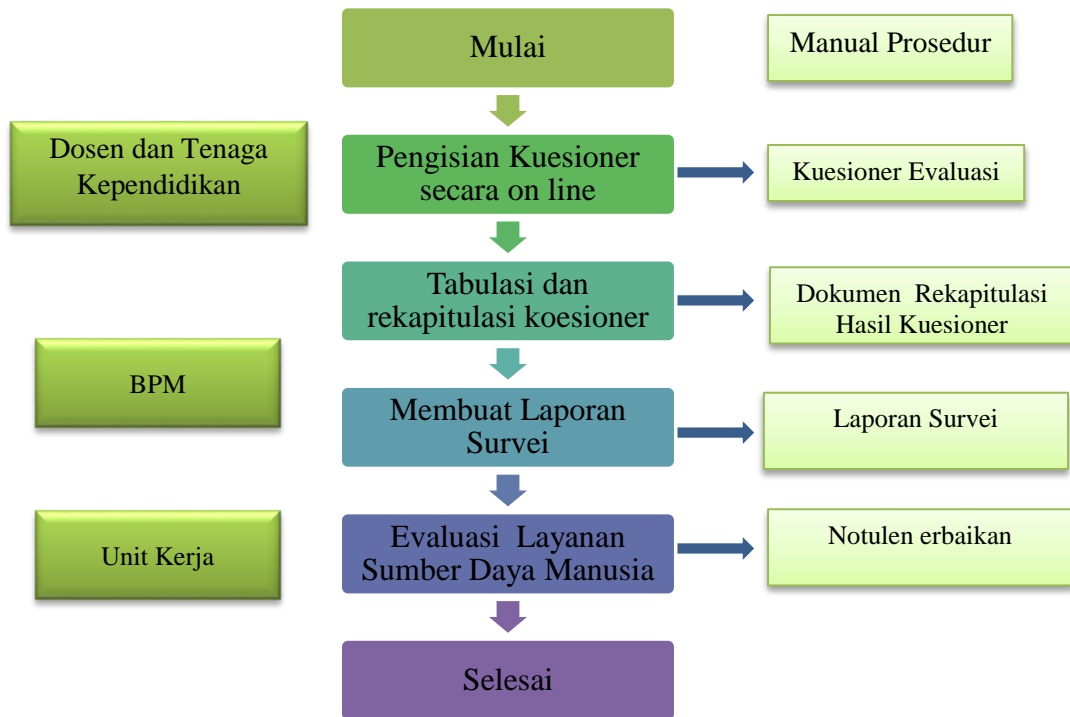 Mulai
Manual Prosedur
Dosen dan Tenaga
Kependidikan
Pengisian Kuesioner
secara on line
Kuesioner Evaluasi
Tabulasi dan
rekapitulasi koesioner
Dokumen Rekapitulasi
Hasil Kuesioner
BPM
Membuat Laporan
Survei
Laporan Survei
Unit Kerja
Evaluasi Layanan
Sumber Daya Manusia
Notulen erbaikan
Selesai